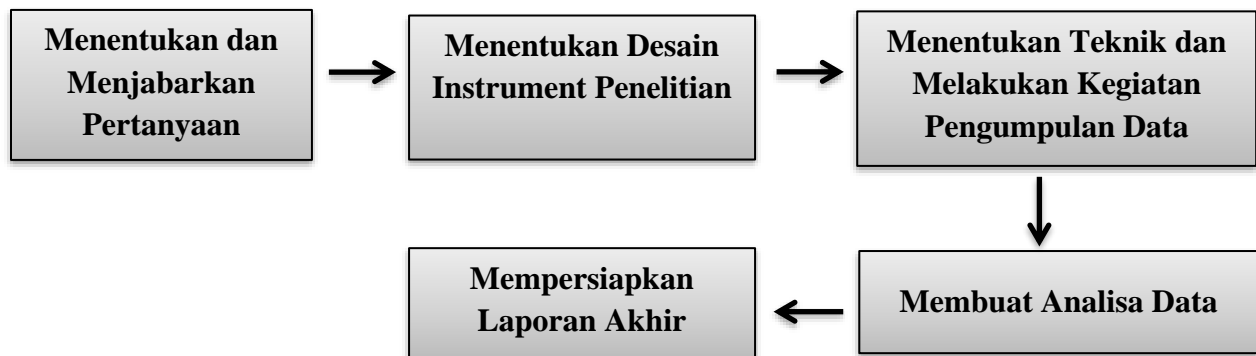 Menentukan dan
Menjabarkan
Pertanyaan
Menentukan Desain
Instrument Penelitian
Menentukan Teknik dan
Melakukan Kegiatan
Pengumpulan Data
Membuat Analisa Data
Mempersiapkan
Laporan Akhir